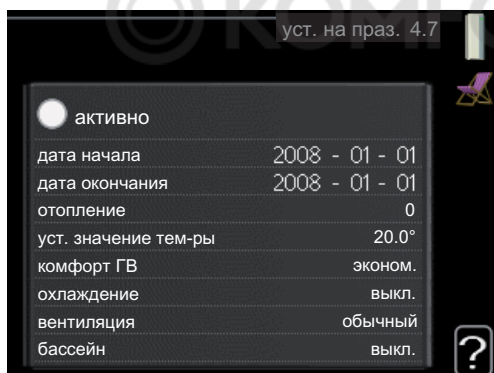 КОМФО
уст. на праз. 4.7
активно
дата начала 2008 - 01 - 01
дата окончания 2008 - 01 - 01
отопление 0
уст. значение тем-ры 20.0°
комфорт ГВ эконом.
охлаждение выкл.
вентиляция обычный
бассейн выкл.
?